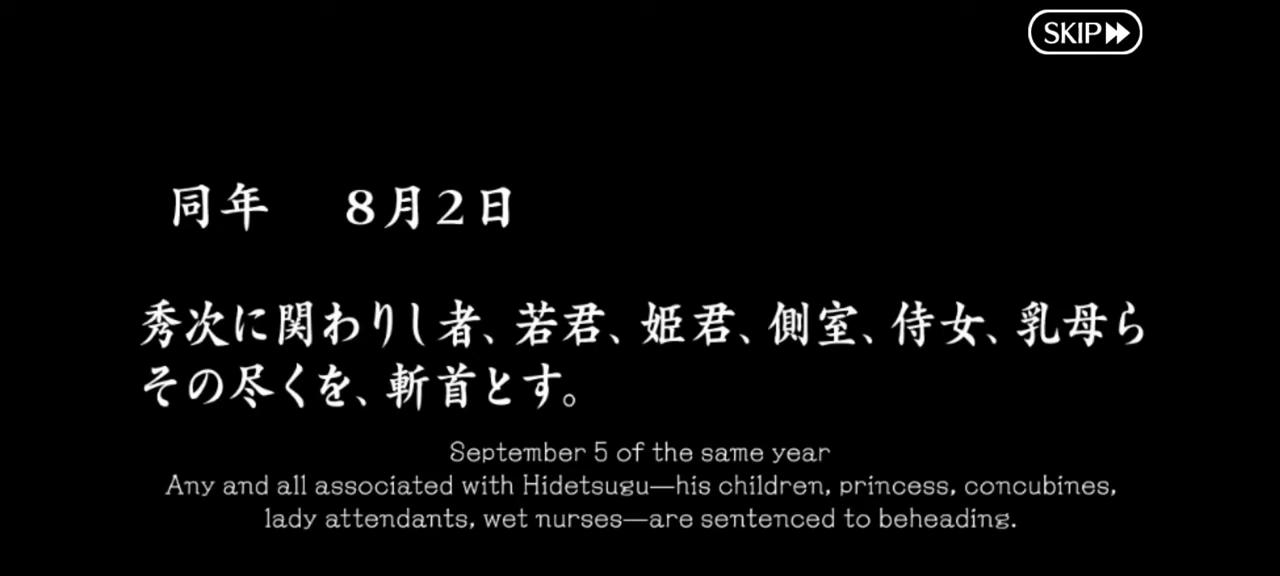 SKIP
同年 8月2日
秀次に関わりし者、若君、姫君、側室、侍女、乳母ら
その尽くを、斬首とす。
September 5 of the same year
Any and all associated with Hidetsugu—his children, princess, concubines,
lady attendants, wet nurses—are sentenced to beheading.